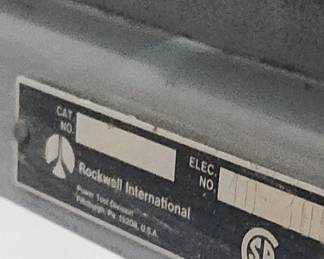 CAT.
NO.
ELEC.
NO.
Rockwell International
Power Tool Division
Pittsburgh, Pa. 15208, U.S.A.